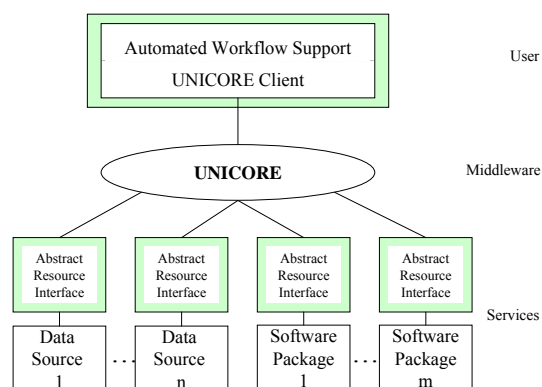 Automated Workflow Support
UNICORE Client
User
UNICORE
Middleware
Abstract
Resource
Interface
Abstract
Resource
Interface
Abstract
Resource
Interface
Abstract
Resource
Interface
Services
Data
Source
1
...
Data
Source
n
Software
Package
1
...
Software
Package
m